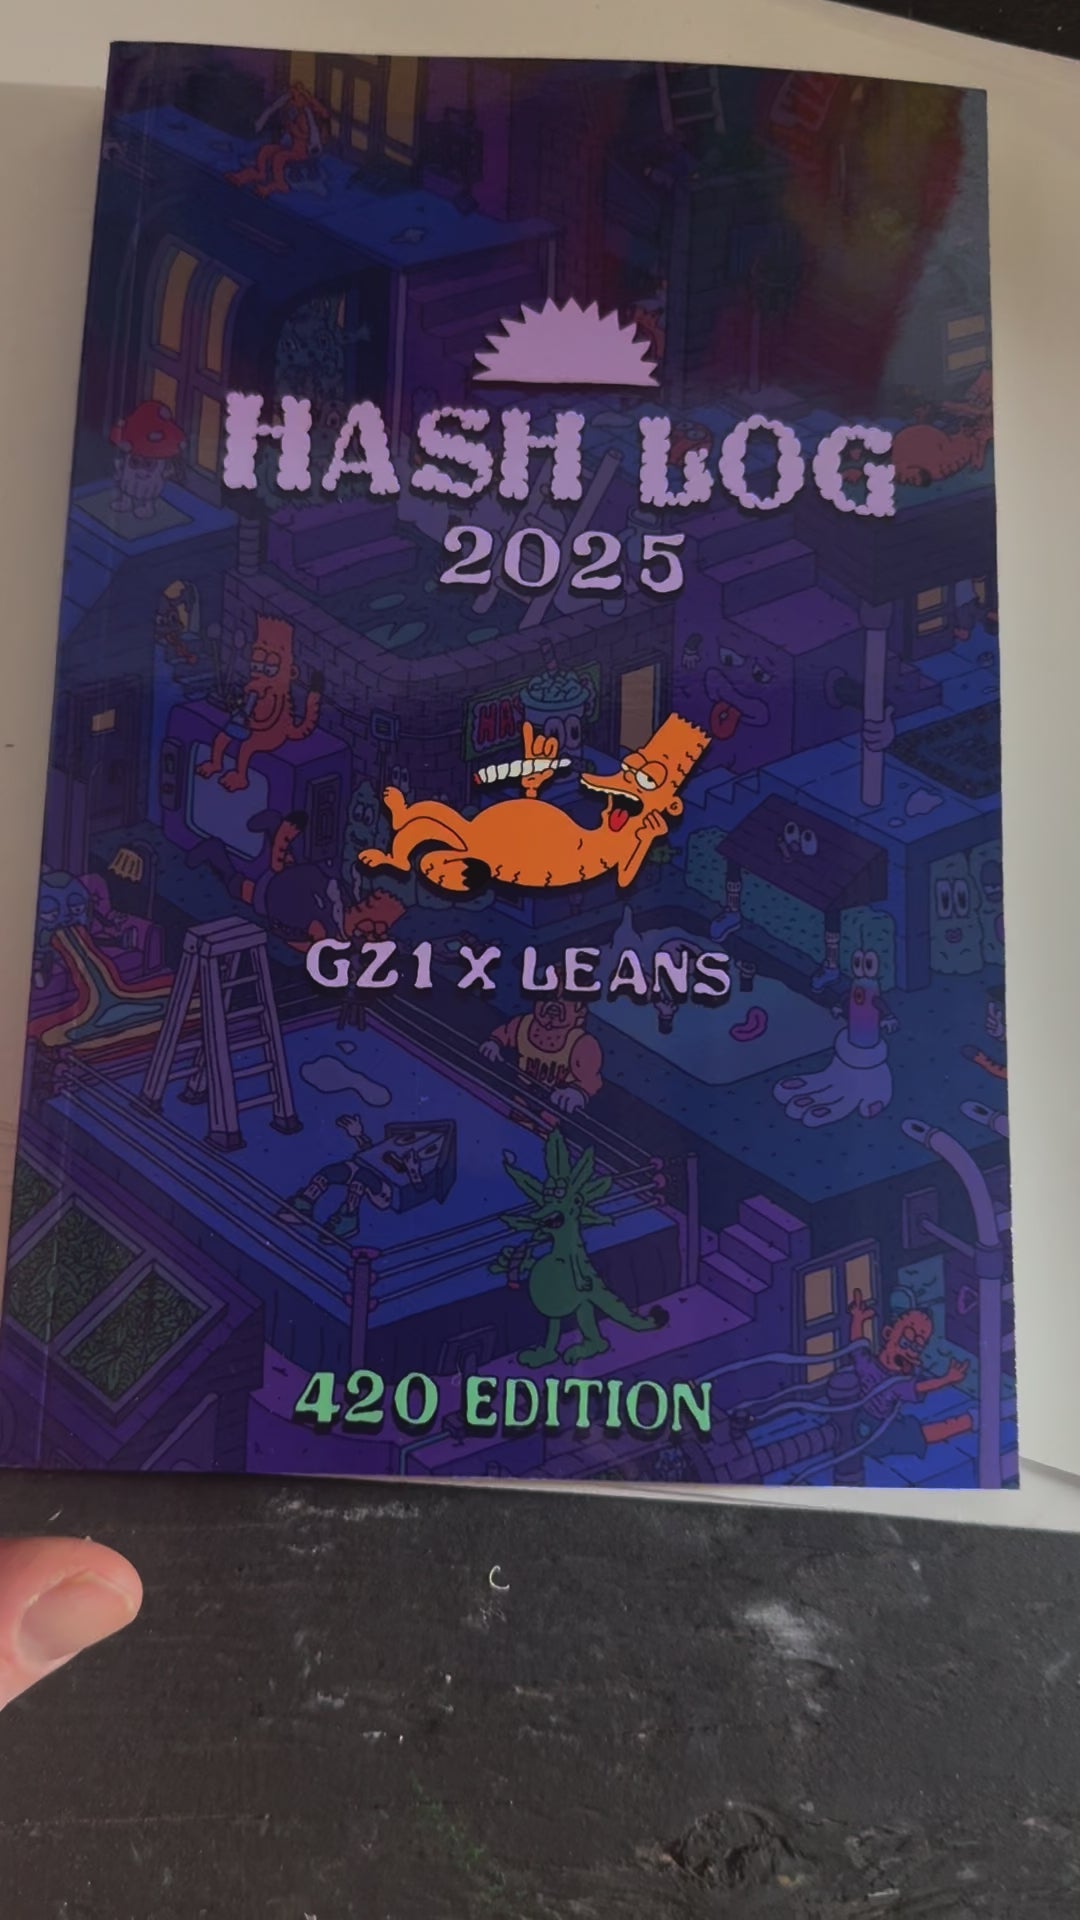 HASH LOG
2025
GZ1 X LEANS
420 EDITION